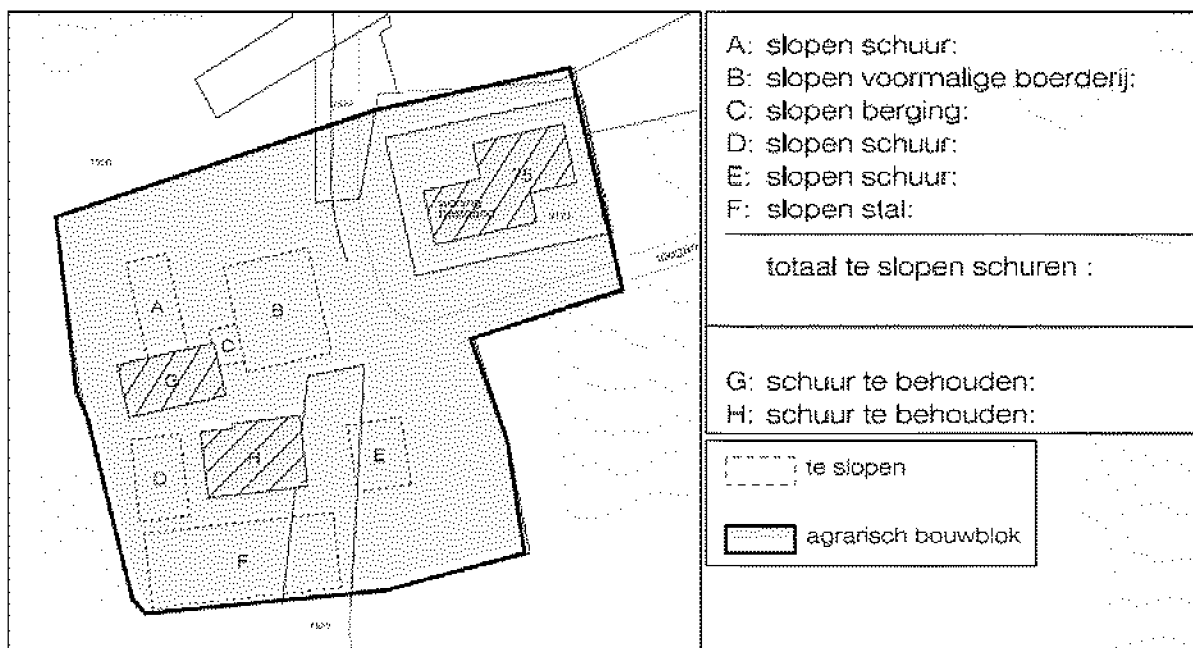 A
B
C
G
D
H
E
F
A: slopen schuur:
B: slopen voormalige boerderij:
C: slopen berging:
D: slopen schuur:
E: slopen schuur:
F: slopen stal:
totaal te slopen schuren :
G: schuur te behouden:
H: schuur te behouden:
te slopen
agrarisch bouwblok